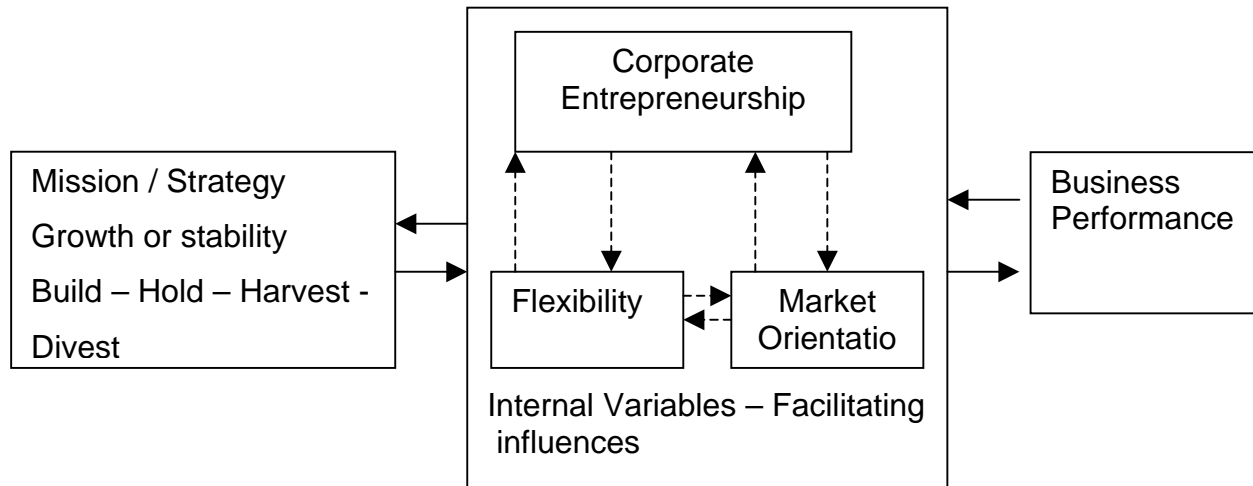 Corporate
Entrepreneurship
Mission / Strategy
Growth or stability
Build – Hold – Harvest -
Divest
Flexibility
Market
Orientatio
Internal Variables – Facilitating
influences
Business
Performance